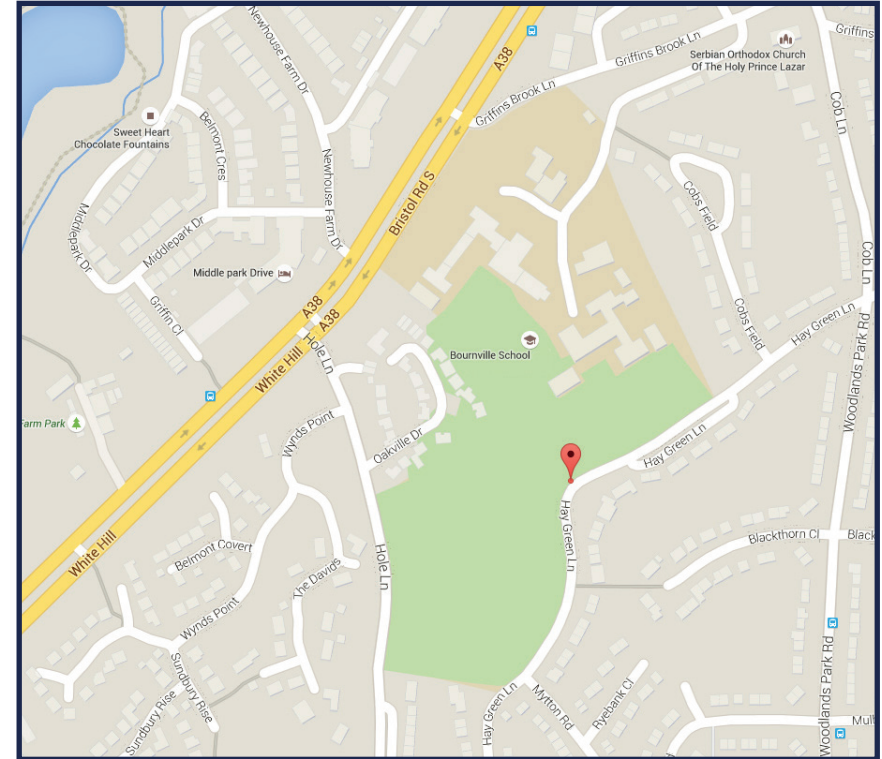 Griffins Brook Ln
Griffins
Serbian Orthodox Church
Of The Holy Prince Lazar
Newhouse Farm Dr
A38
Griffins Brook Ln
Cob Ln
Sweet Heart
Chocolate Fountains
Belmont Cres
Newhouse Farm Dr
Bristol Rd S
Cobs Field
Middlepark Dr
Middlepark Dr
Cob Ln
Middle park Drive
Griffin Cl
A38
A38
Hole Ln
White Hill
Bournville School
Cobs Field
Hay Green Ln
Woodlands Park Rd
arm Park
Wynds Point
Oakville Dr
Hay Green Ln
Hay Green Ln
White Hill
Belmont Covert
Hole Ln
The Davids
Blackthorn Cl
Black
Wynds Point
Sundbury Rise
Sundbury Rise
Hay Green Ln
Mytton Rd
Ryebank Cl
Woodlands Park Rd
Mul